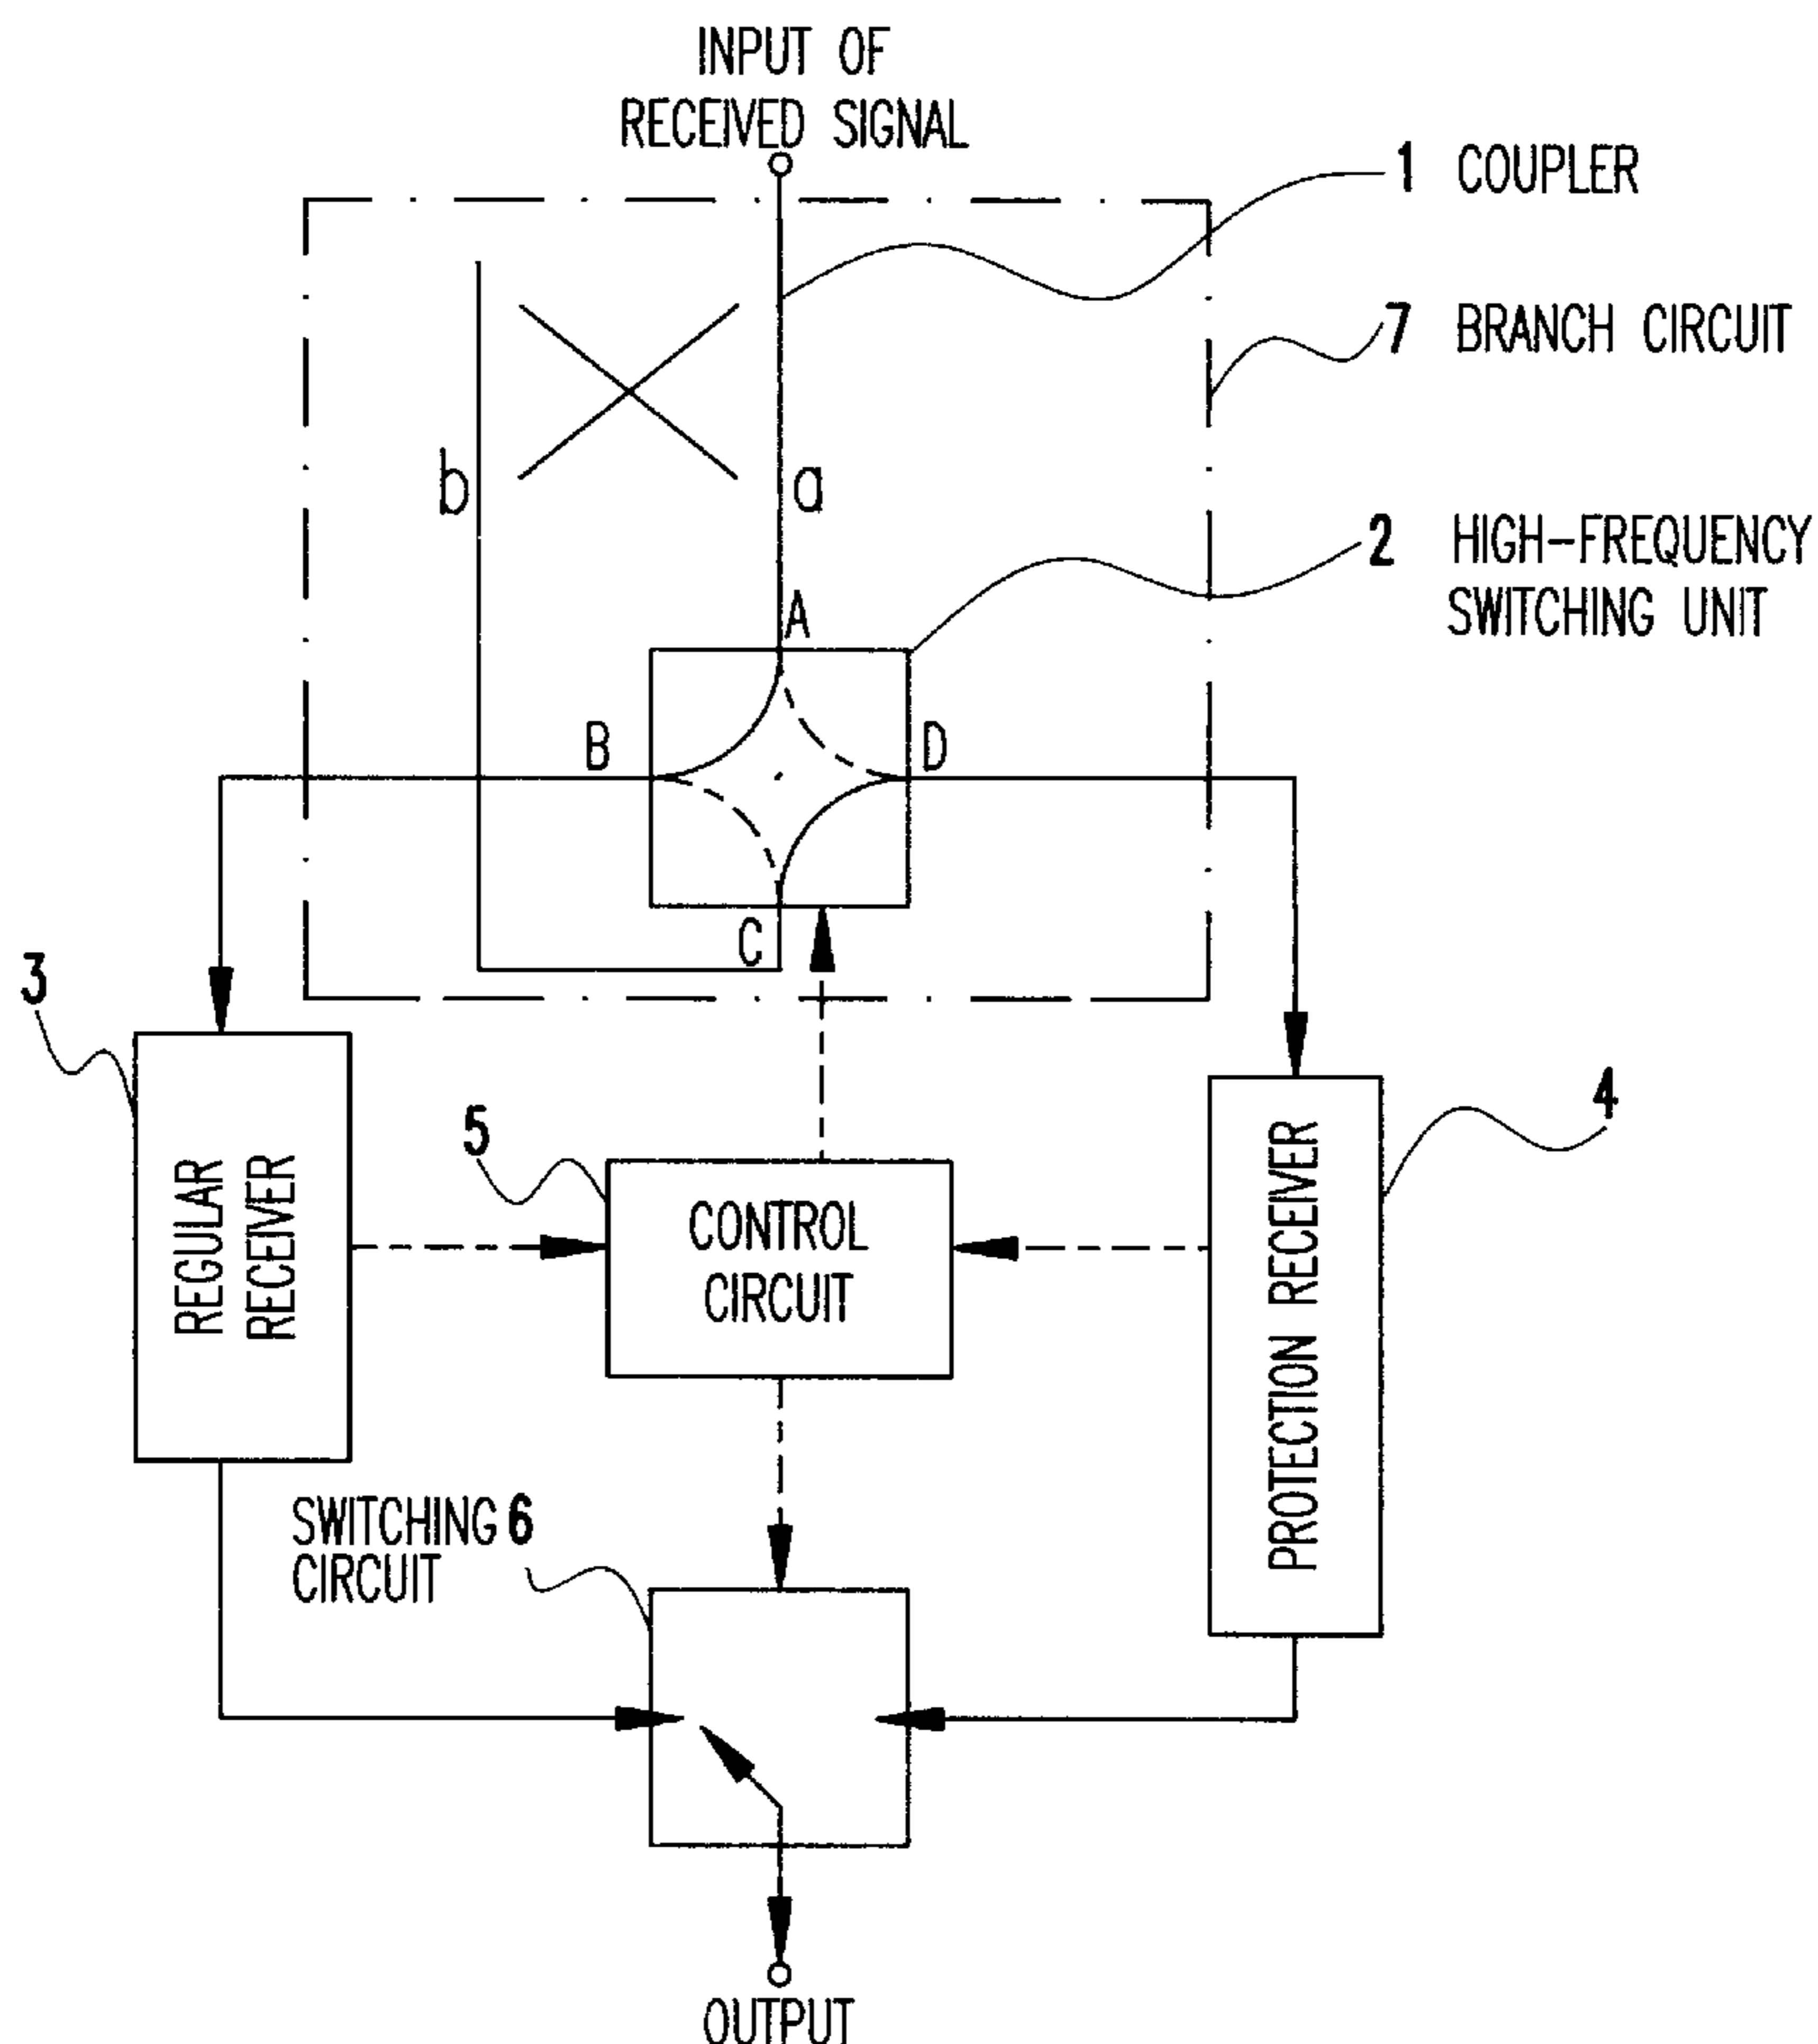 INPUT OF
RECEIVED SIGNAL
1 COUPLER
7 BRANCH CIRCUIT
b
a
2 HIGH-FREQUENCY
SWITCHING UNIT
A
B
D
C
3
4
5
REGULAR
RECEIVER
CONTROL
CIRCUIT
PROTECTION RECEIVER
SWITCHING 6
CIRCUIT
OUTPUT